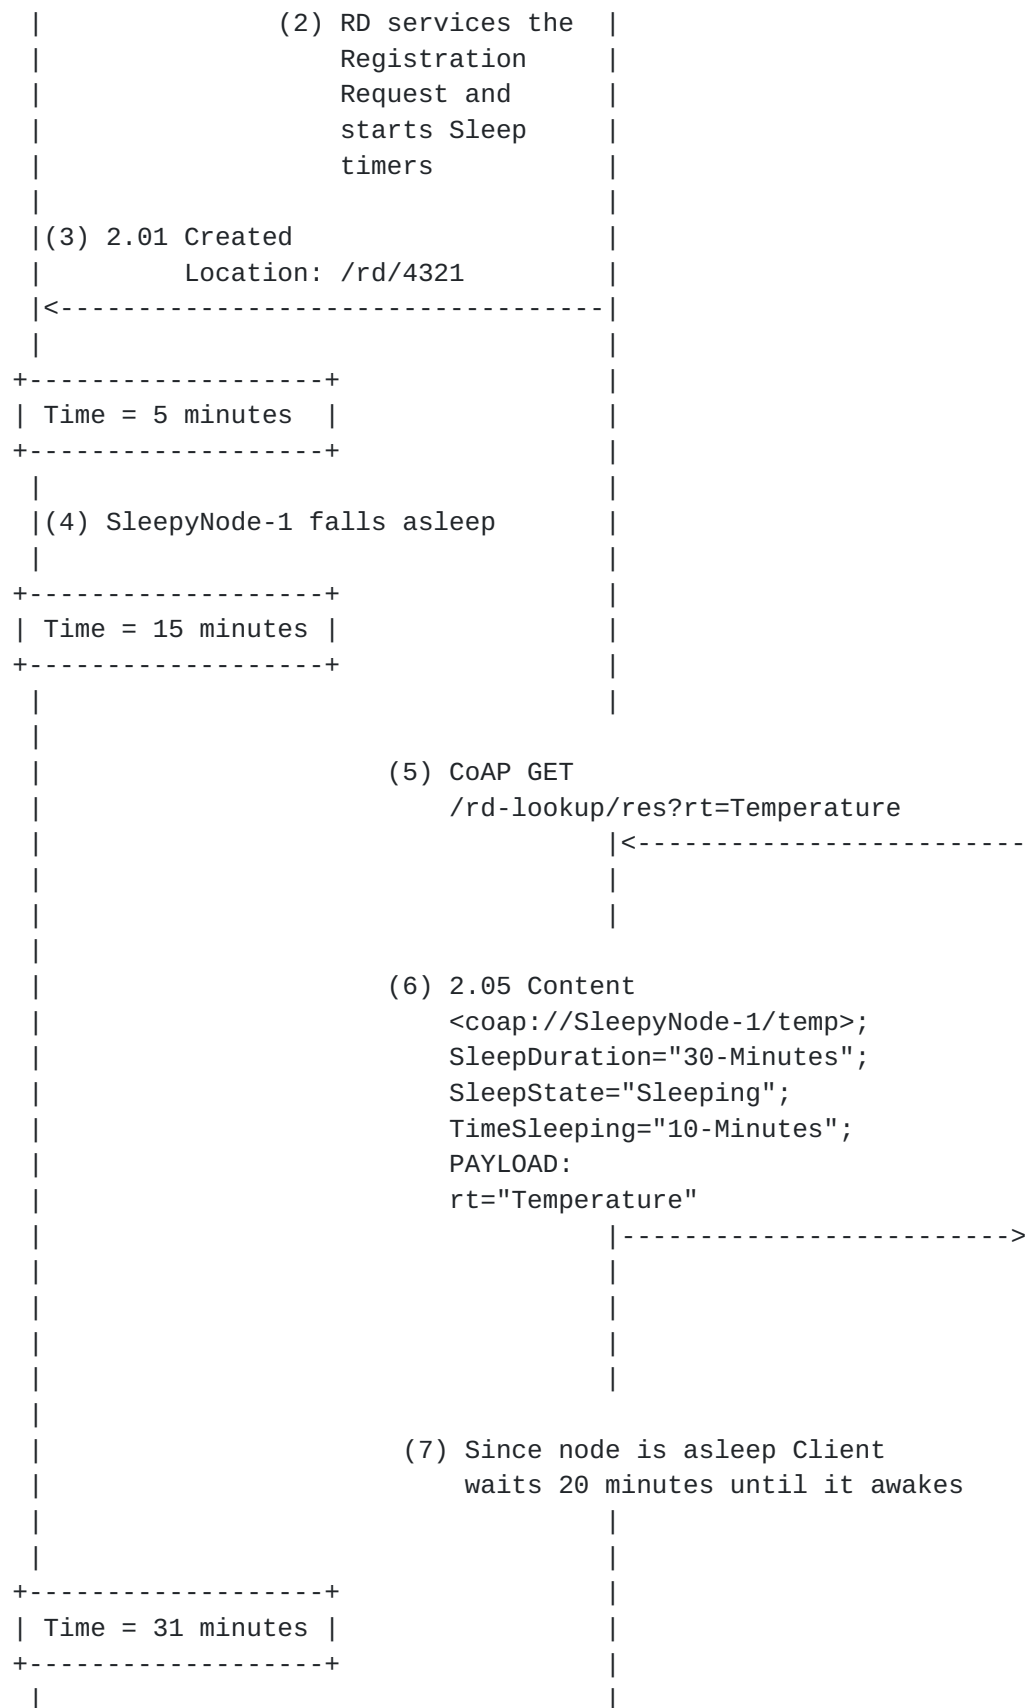 (2) RD services the
Registration
Request and
starts Sleep
timers
(3) 2.01 Created
Location: /rd/4321
Time = 5 minutes
(4) SleepyNode-1 falls asleep
Time = 15 minutes
(5) CoAP GET
/rd-lookup/res?rt=Temperature
(6) 2.05 Content
<coap://SleepyNode-1/temp>;
SleepDuration="30-Minutes";
SleepState="Sleeping";
TimeSleeping="10-Minutes";
PAYLOAD:
rt="Temperature"
(7) Since node is asleep Client
waits 20 minutes until it awakes
Time = 31 minutes